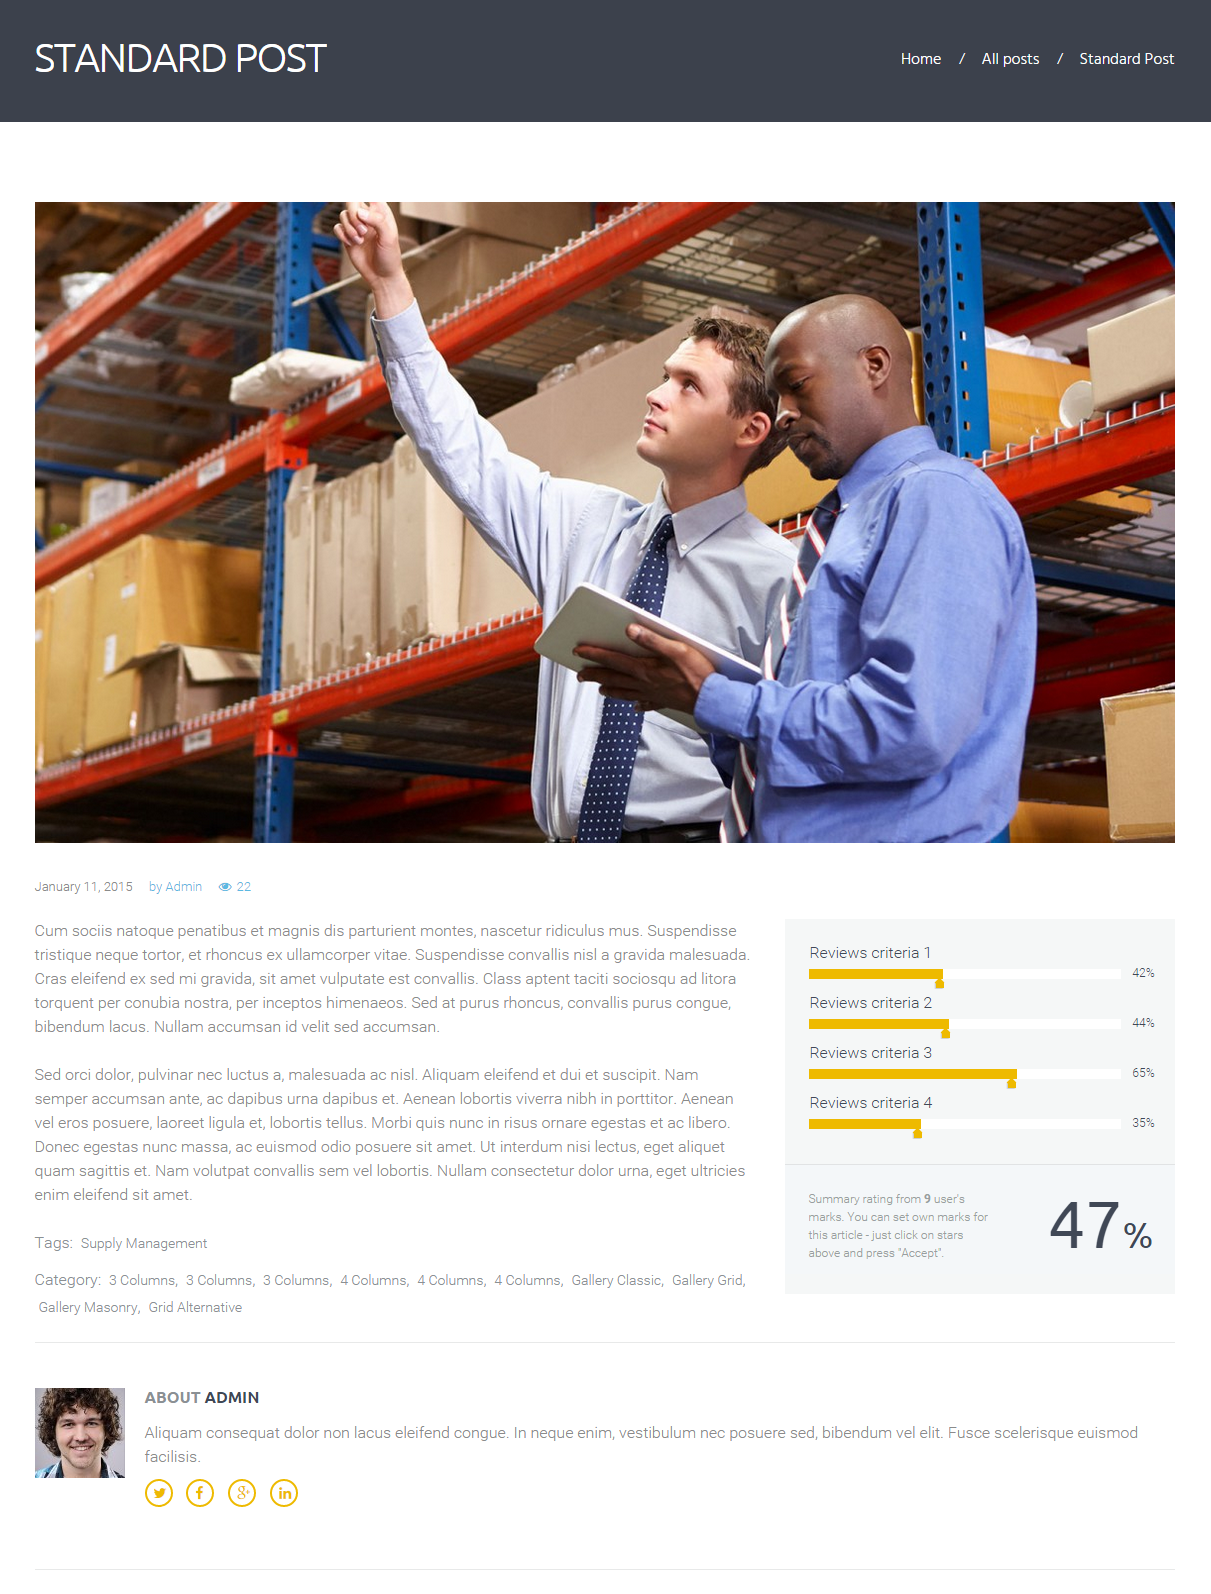 STANDARD POST
Home / All posts / Standard Post
January 11, 2015 by Admin 22
Cum sociis natoque penatibus et magnis dis parturient montes, nascetur ridiculus mus. Suspendisse
tristique neque tortor, et rhoncus ex ullamcorper vitae. Suspendisse convallis nisl a gravida malesuada.
Cras eleifend ex sed mi gravida, sit amet vulputate est convallis. Class aptent taciti sociosqu ad litora
torquent per conubia nostra, per inceptos himenaeos. Sed at purus rhoncus, convallis purus congue,
bibendum lacus. Nullam accumsan id velit sed accumsan.
Sed orci dolor, pulvinar nec luctus a, malesuada ac nisl. Aliquam eleifend et dui et suscipit. Nam
semper accumsan ante, ac dapibus urna dapibus et. Aenean lobortis viverra nibh in porttitor. Aenean
vel eros posuere, laoreet ligula et, lobortis tellus. Morbi quis nunc in risus ornare egestas et ac libero.
Donec egestas nunc massa, ac euismod odio posuere sit amet. Ut interdum nisi lectus, eget aliquet
quam sagittis et. Nam volutpat convallis sem vel lobortis. Nullam consectetur dolor urna, eget ultricies
enim eleifend sit amet.
Tags: Supply Management
Category: 3 Columns, 3 Columns, 3 Columns, 4 Columns, 4 Columns, 4 Columns, Gallery Classic, Gallery Grid,
Gallery Masonry, Grid Alternative
Reviews criteria 1
42%
Reviews criteria 2
44%
Reviews criteria 3
65%
Reviews criteria 4
35%
Summary rating from 9 user's
marks. You can set own marks for
this article - just click on stars
above and press "Accept".
47%
ABOUT ADMIN
Aliquam consequat dolor non lacus eleifend congue. In neque enim, vestibulum nec posuere sed, bibendum vel elit. Fusce scelerisque euismod
facilisis.